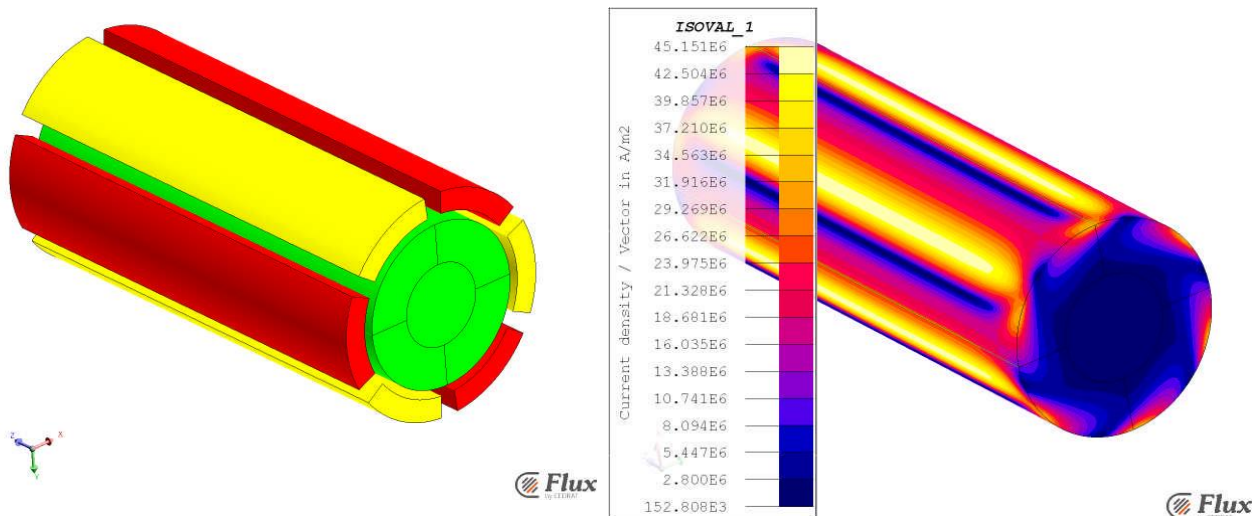 Z
X
Y
Flux
by CEDRAT
ISOVAL_1
Current density / Vector in A/m2
45.151E6
42.504E6
39.857E6
37.210E6
34.563E6
31.916E6
29.269E6
26.622E6
23.975E6
21.328E6
18.681E6
16.035E6
13.388E6
10.741E6
8.094E6
5.447E6
2.800E6
152.808E3
Flux